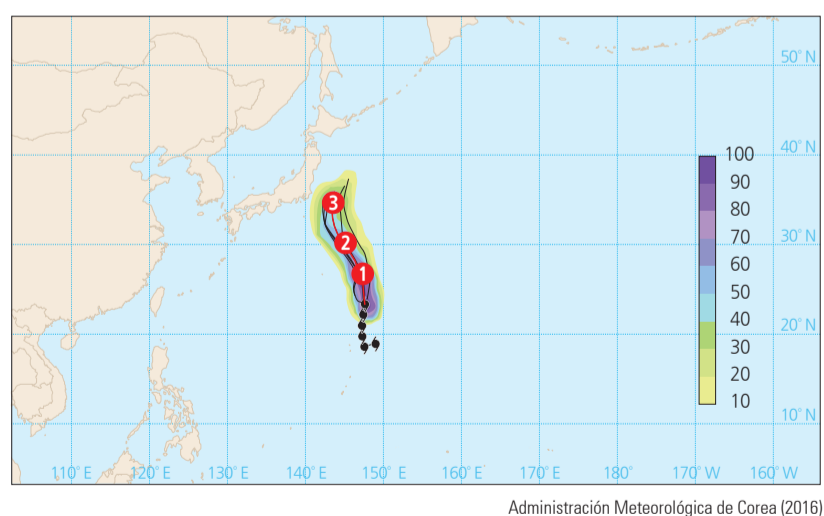 50° N
40° N
30° N
20° N
10° N
100
90
80
70
60
50
40
30
20
10
3
2
1
110° E 120° E 130° E 140° E 150° E 160° E 170° E 180° 170° W 160° W
Administración Meteorológica de Corea (2016)